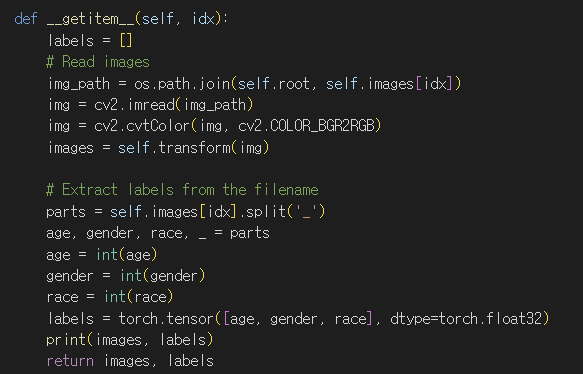 def __getitem__(self, idx):
    labels = []
    # Read images
    img_path = os.path.join(self.root, self.images[idx])
    img = cv2.imread(img_path)
    img = cv2.cvtColor(img, cv2.COLOR_BGR2RGB)
    images = self.transform(img)

    # Extract labels from the filename
    parts = self.images[idx].split('_')
    age, gender, race, _ = parts
    age = int(age)
    gender = int(gender)
    race = int(race)
    labels = torch.tensor([age, gender, race], dtype=torch.float32)
    print(images, labels)
    return images, labels